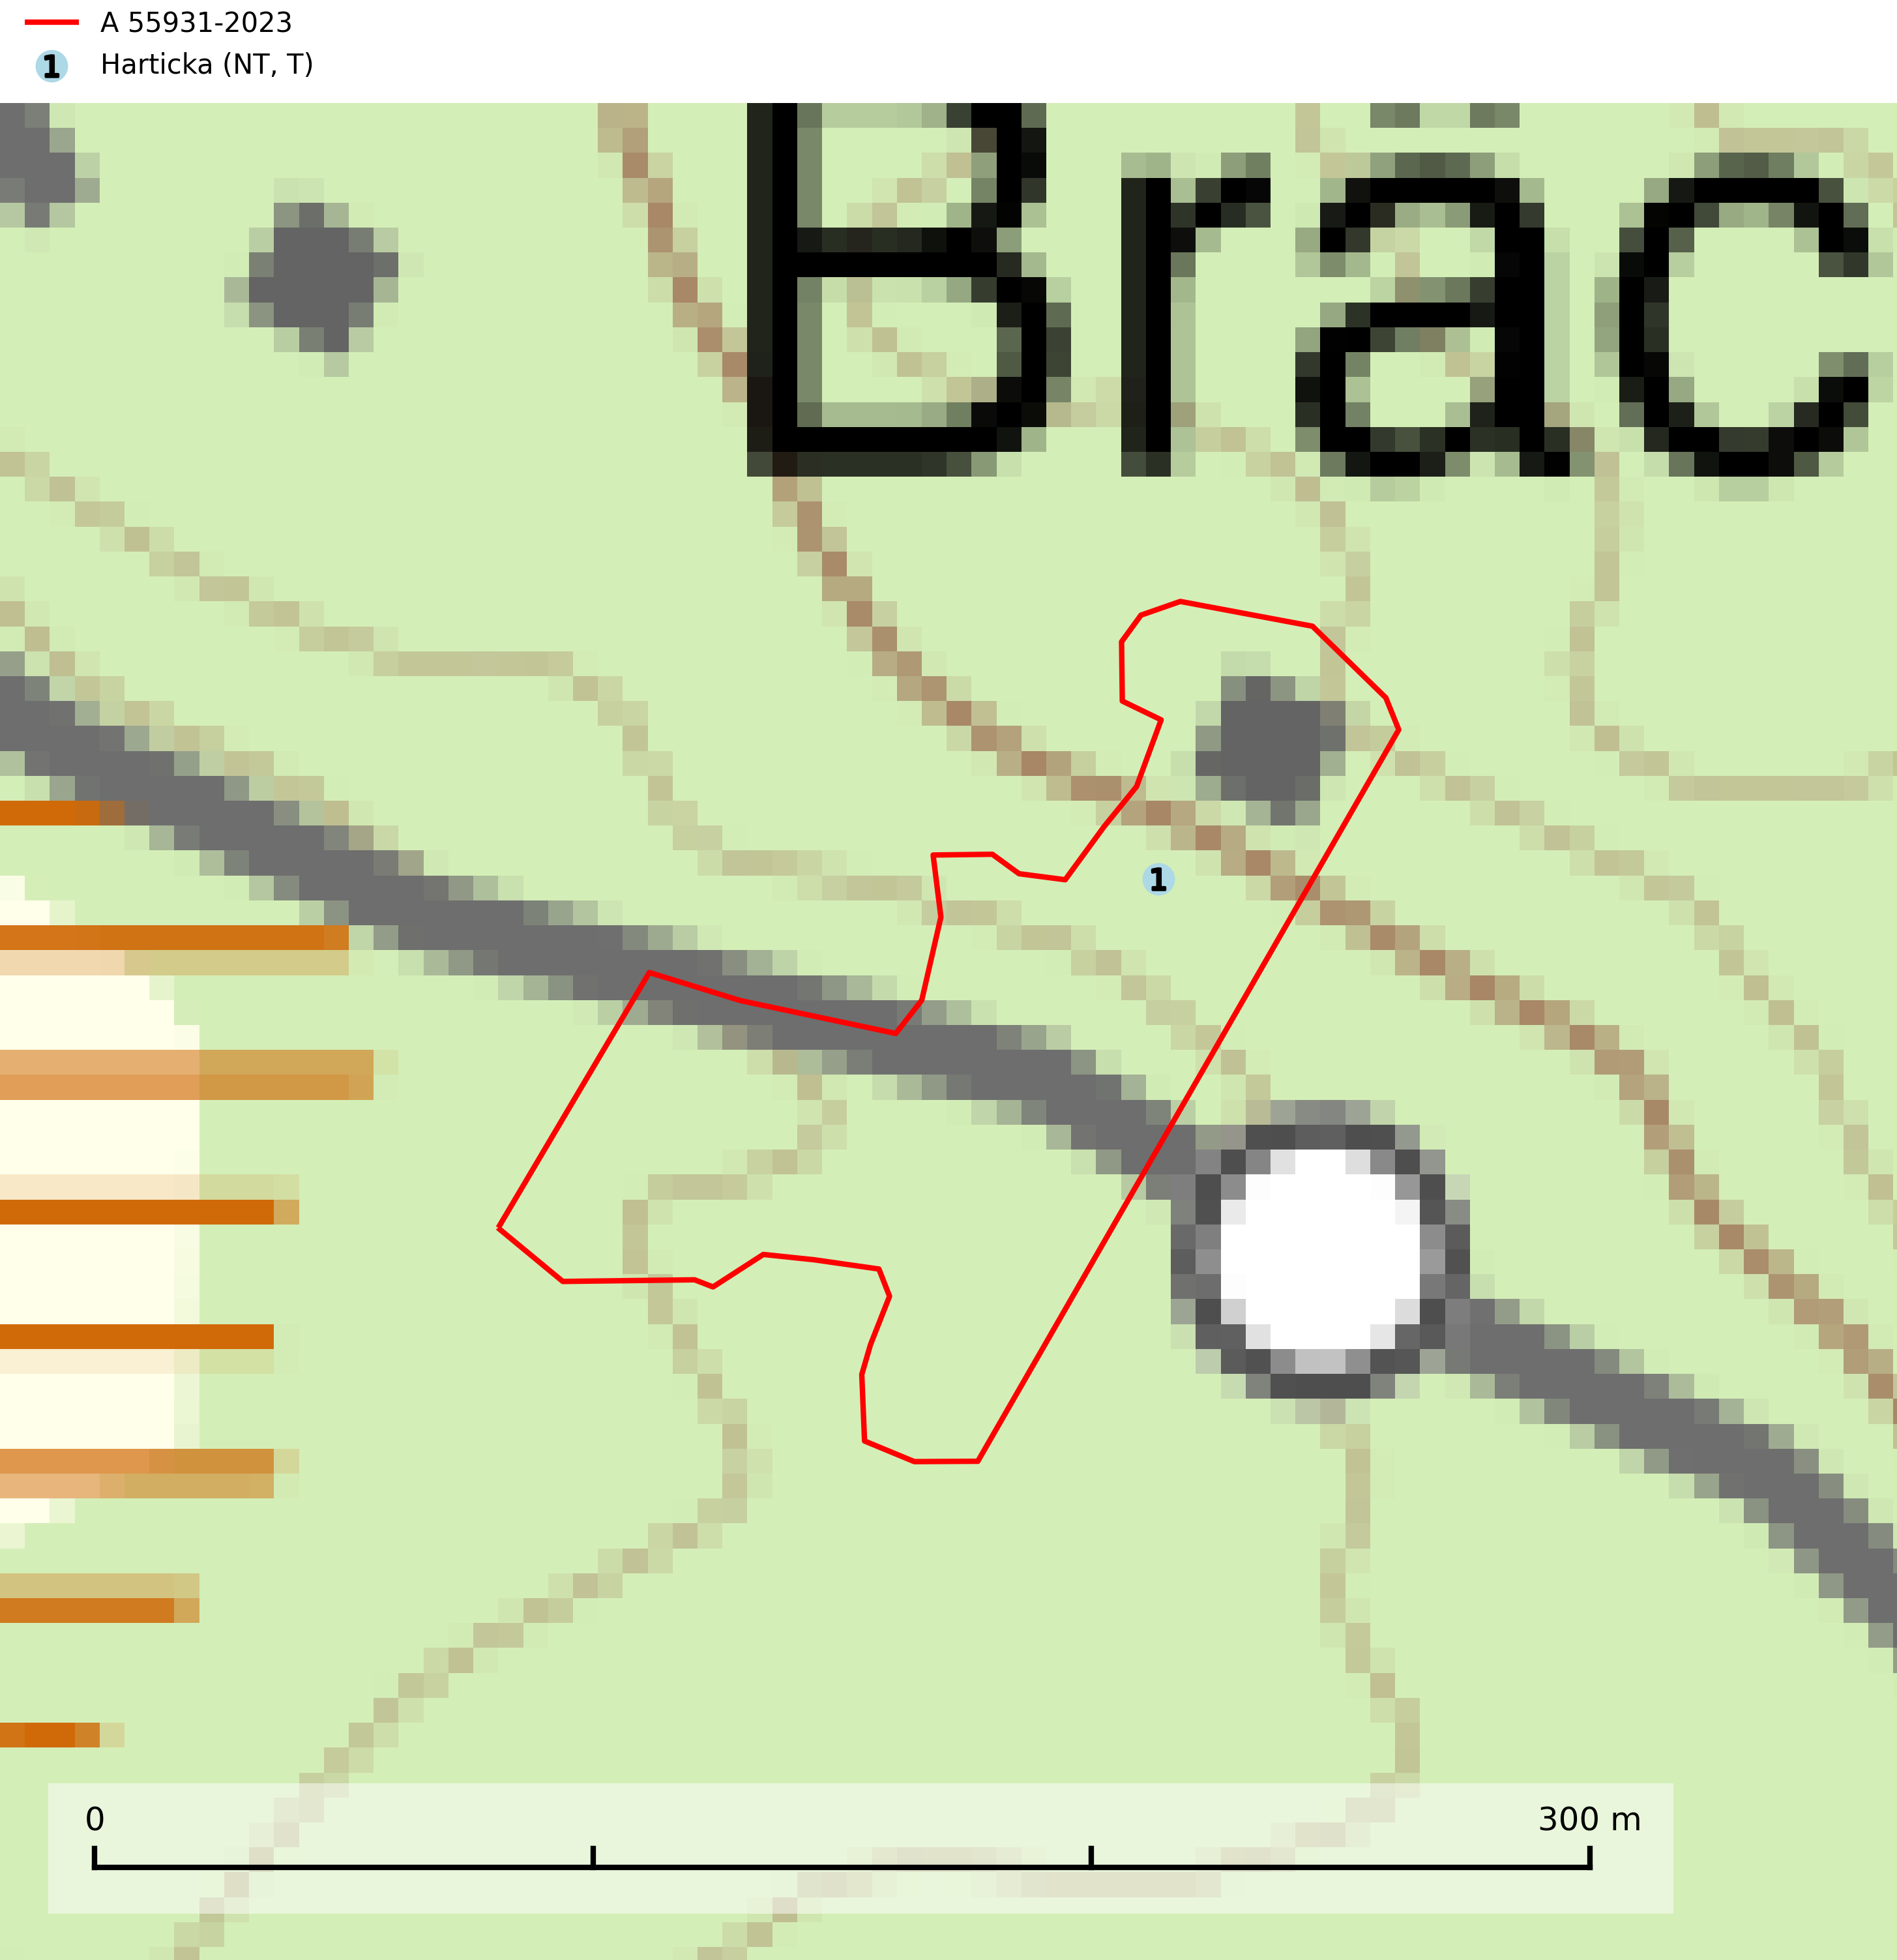 A 55931-2023
1 Harticka (NT, T)
Brac
1
0 300 m